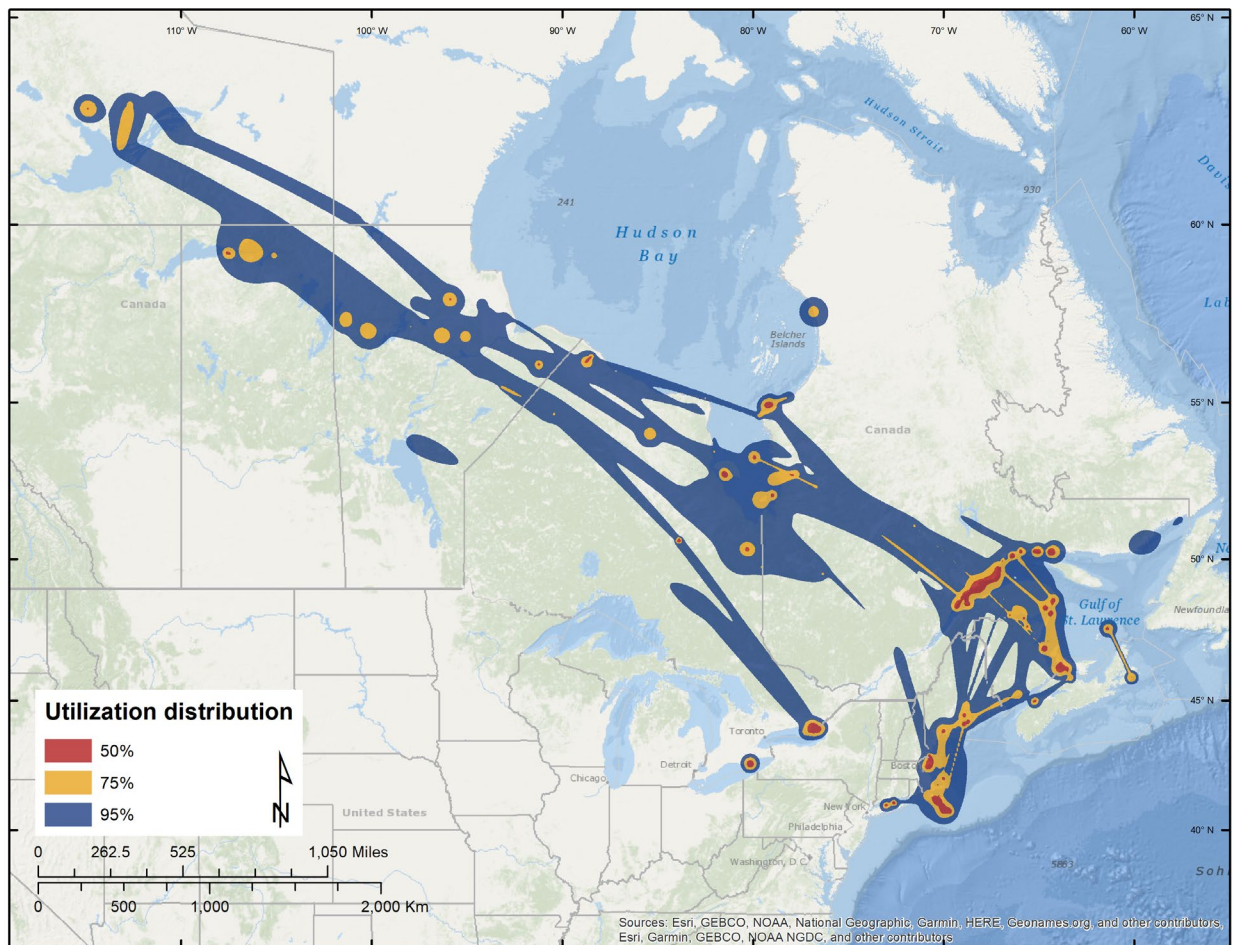 110° W 100° W 90° W 80° W 70° W 60° W
65° N
Hudson Strait
Davis
241
930
60° N
Hudson
Bay
Canada
Lab
Belcher
Islands
55° N
Canada
50° N
Gulf of
St. Lawrence
Newfoundla
45° N
Toronto
Boston
Detroit
Chicago
New York
United States
Philadelphia
40° N
Washington, D.C.
5883
Soh
Utilization distribution
50%
75%
95%
N
0 262.5 525 1,050 Miles
0 500 1,000 2,000 Km
Sources: Esri, GEBCO, NOAA, National Geographic, Garmin, HERE, Geonames.org, and other contributors,
Esri, Garmin, GEBCO, NOAA NGDC, and other contributors